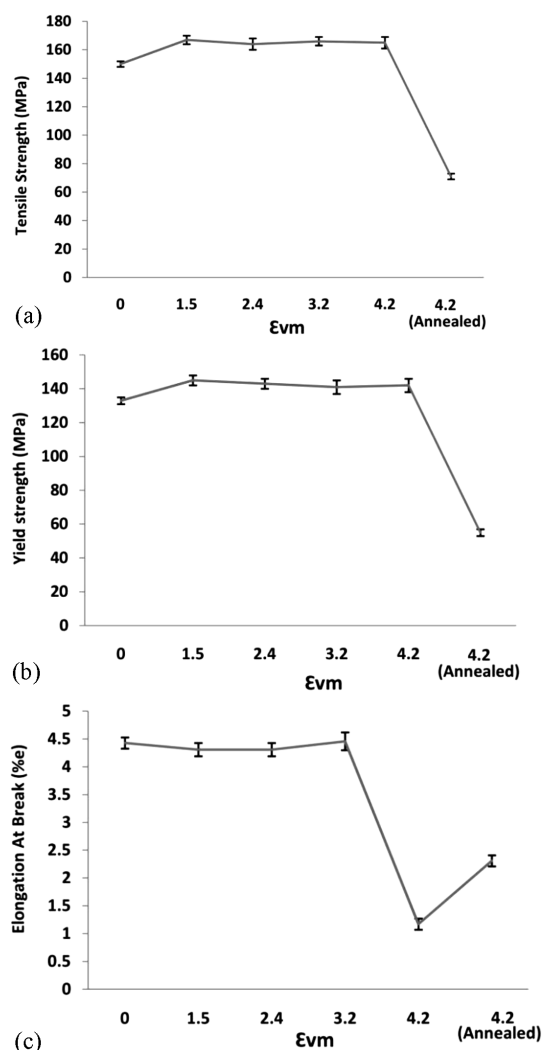 180
160
140
120
100
80
60
40
20
0
Tensile Strength (MPa)
0 1.5 2.4 3.2 4.2 4.2
(Annealed)
Ɛvm
(a)
160
140
120
100
80
60
40
20
0
Yield strength (MPa)
0 1.5 2.4 3.2 4.2 4.2
(Annealed)
Ɛvm
(b)
5
4.5
4
3.5
3
2.5
2
1.5
1
0.5
0
Elongation At Break (%e)
0 1.5 2.4 3.2 4.2 4.2
(Annealed)
Ɛvm
(c)